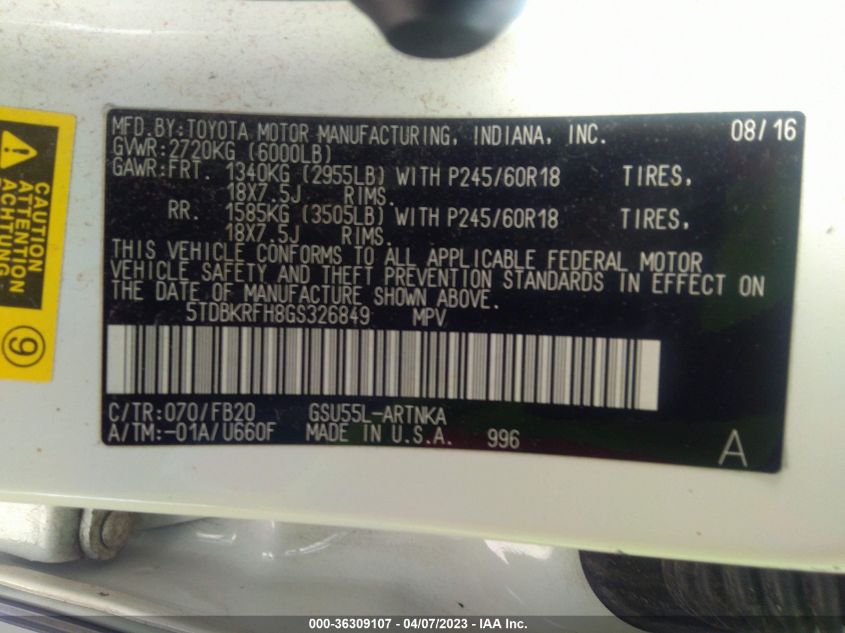 MFD.BY:TOYOTA MOTOR MANUFACTURING, INDIANA, INC. 08/16
GVWR:2720KG (6000LB)
GAWR:FRT. 1340KG (2955LB) WITH P245/60R18 TIRES,
18X7.5J RIMS.
RR. 1585KG (3505LB) WITH P245/60R18 TIRES,
18X7.5J RIMS.
THIS VEHICLE CONFORMS TO ALL APPLICABLE FEDERAL MOTOR
VEHICLE SAFETY AND THEFT PREVENTION STANDARDS IN EFFECT ON
THE DATE OF MANUFACTURE SHOWN ABOVE.
5TDBKRFH8GS326849 MPV
C/TR:070/FB20 GSU55L-ARTNKA
A/TM:-01A/U660F MADE IN U.S.A. 996
A
CAUTION
ACHTUNG
9
000-36309107 - 04/07/2023 - IAA Inc.